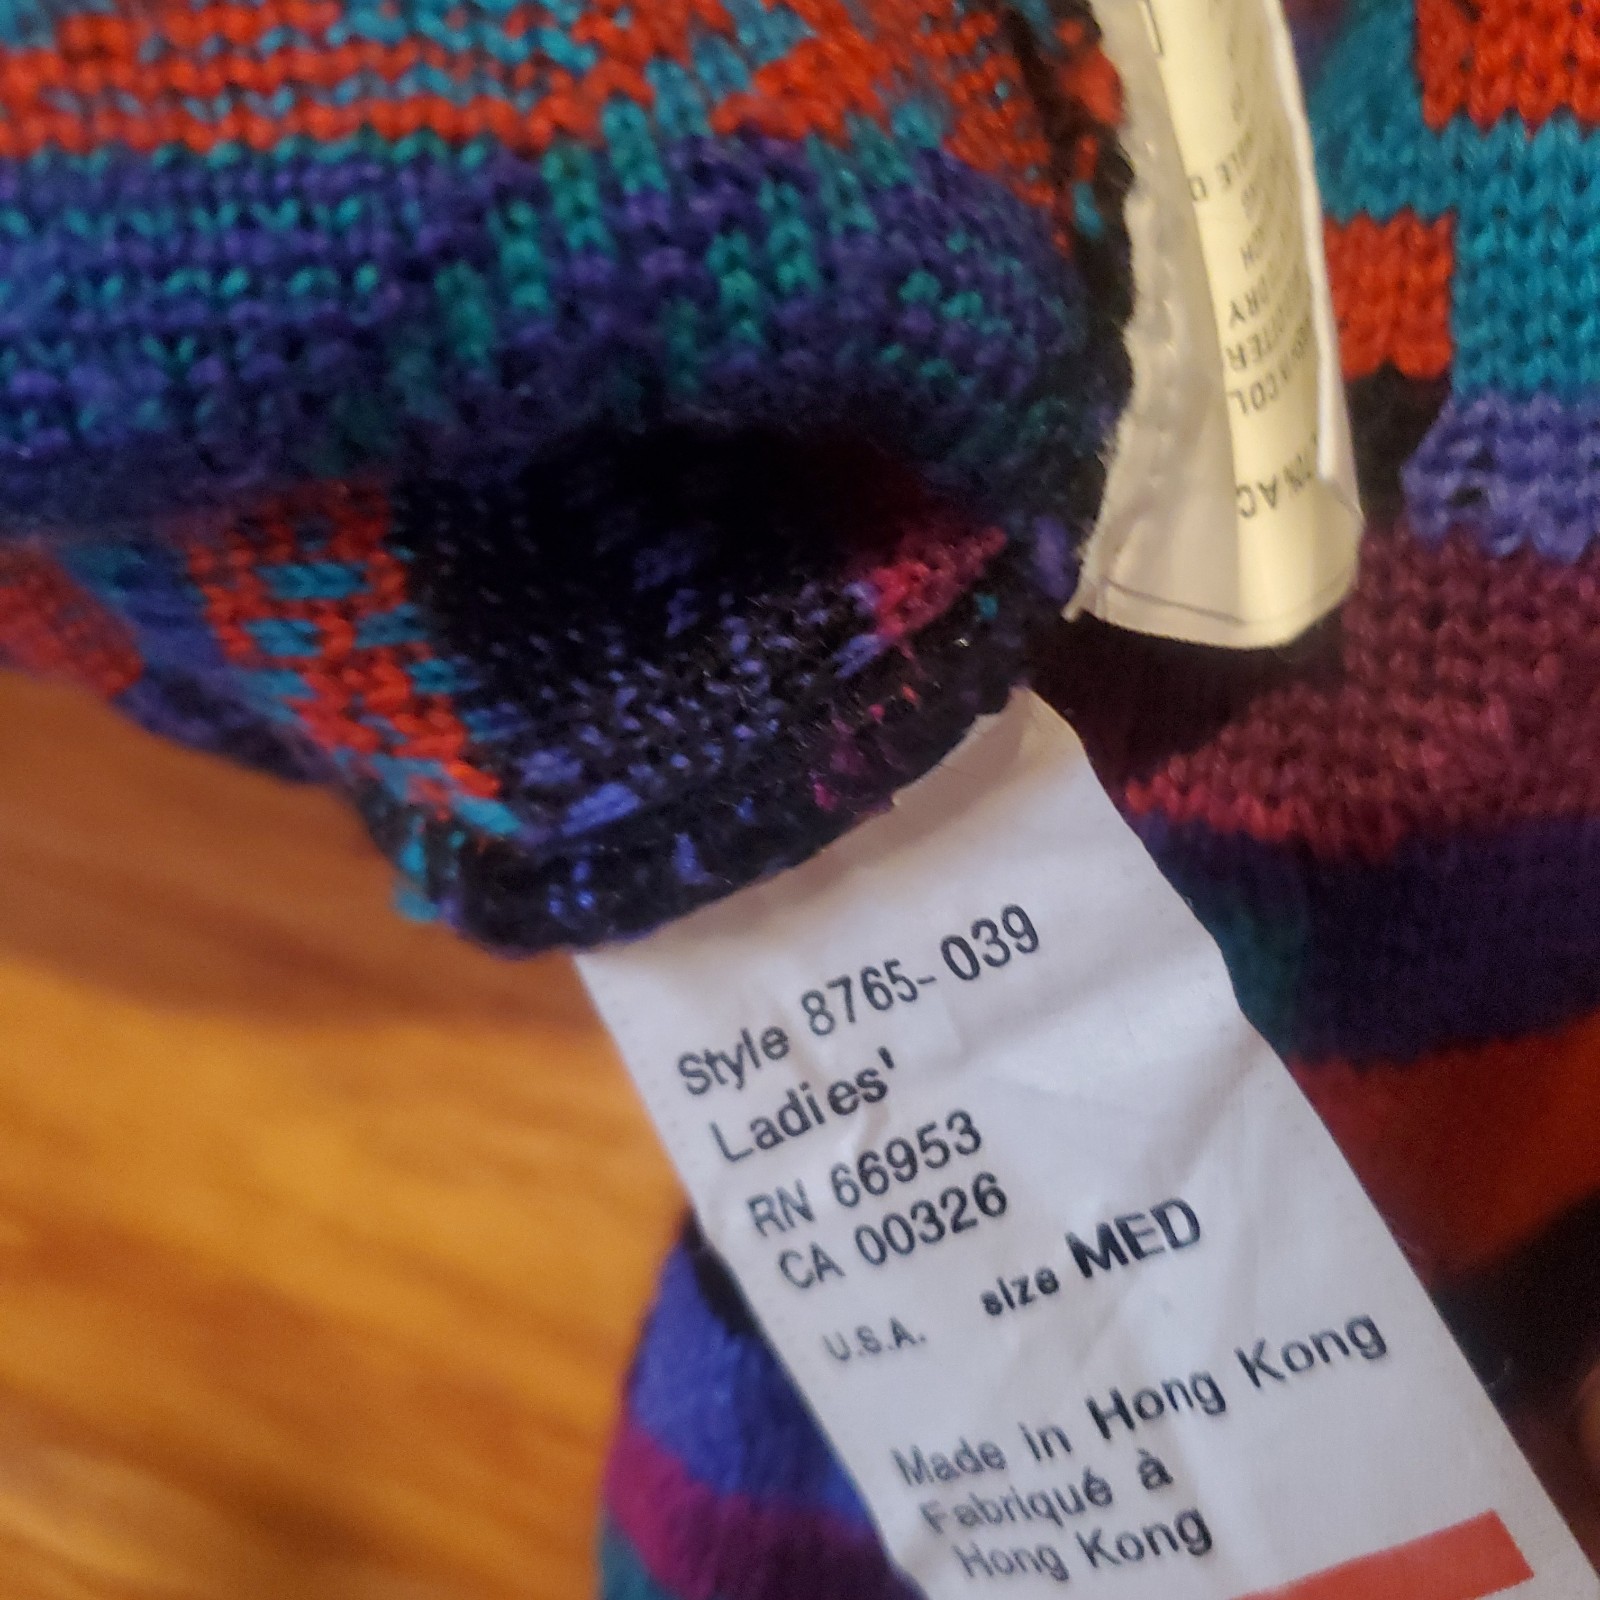 Style 8765-039
Ladies'
RN 66953
CA 00326
size MED
U.S.A.
Made in Hong Kong
Fabriqué à
Hong Kong